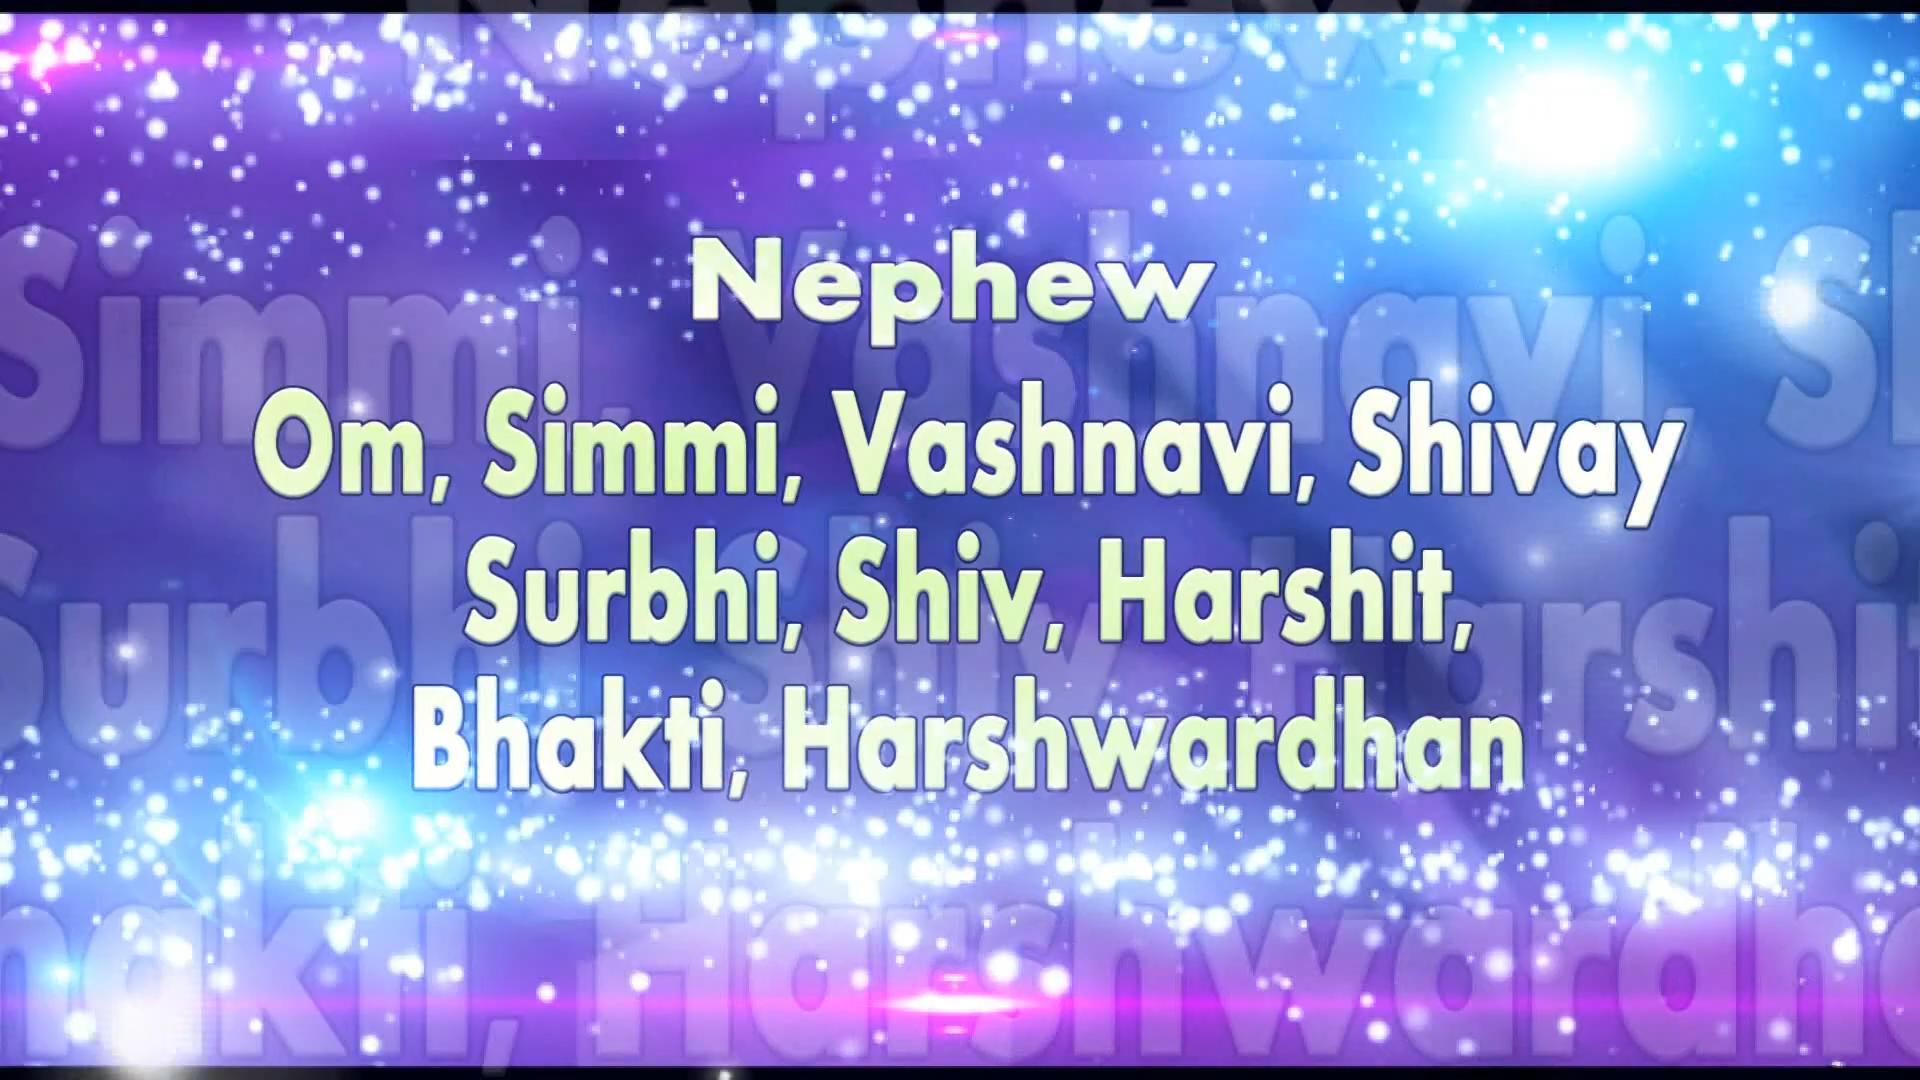 Nephew
Om, Simmi, Vashnavi, Shivay
Surbhi, Shiv, Harshit,
Bhakti, Harshwardhan